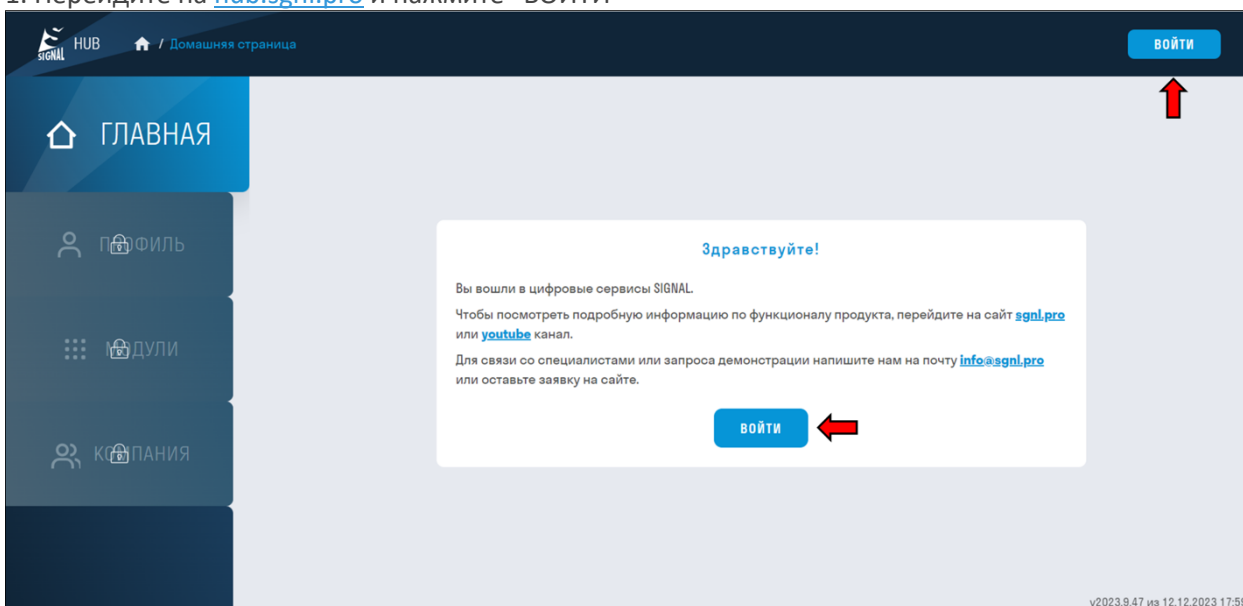 1. Перейдите на hub.sgnl.pro и нажмите "ВОЙТИ"
SIGNAL HUB / Домашняя страница
ВОЙТИ
ГЛАВНАЯ
ПРОФИЛЬ
МОДУЛИ
КОМПАНИЯ
Здравствуйте!
Вы вошли в цифровые сервисы SIGNAL.
Чтобы посмотреть подробную информацию по функционалу продукта, перейдите на сайт sgnl.pro
или youtube канал.
Для связи со специалистами или запроса демонстрации напишите нам на почту info@sgnl.pro
или оставьте заявку на сайте.
ВОЙТИ
v2023.9.47 из 12.12.2023 17:59